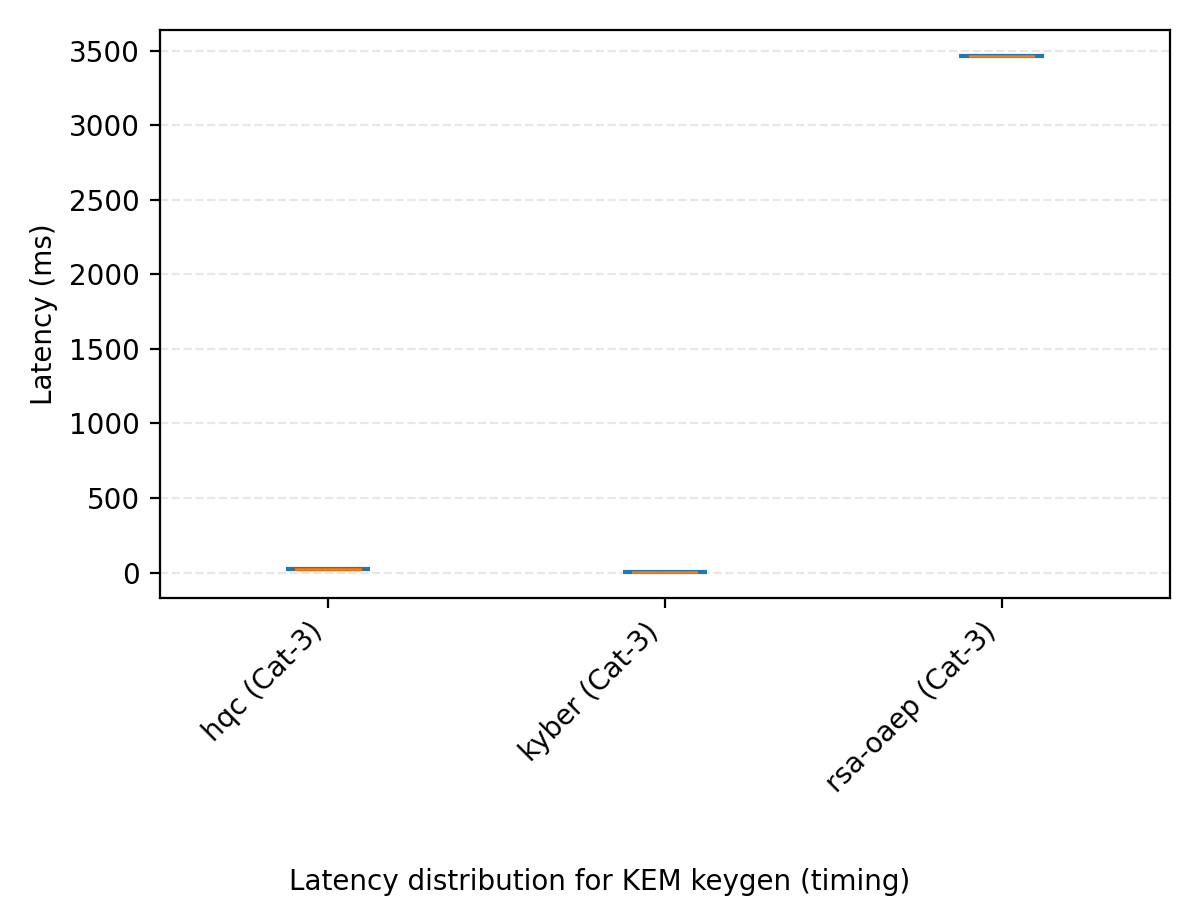 3500
3000
2500
2000
1500
1000
500
0
Latency (ms)
hqc (Cat-3)
kyber (Cat-3)
rsa-oaep (Cat-3)
Latency distribution for KEM keygen (timing)